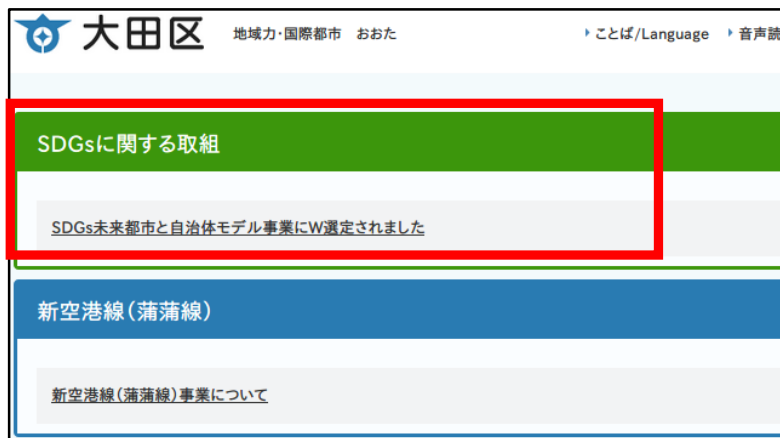 大田区 地域力・国際都市 おおた ことば/Language 音声読
SDGsに関する取組
SDGs未来都市と自治体モデル事業にW選定されました
新空港線(蒲蒲線)
新空港線(蒲蒲線)事業について